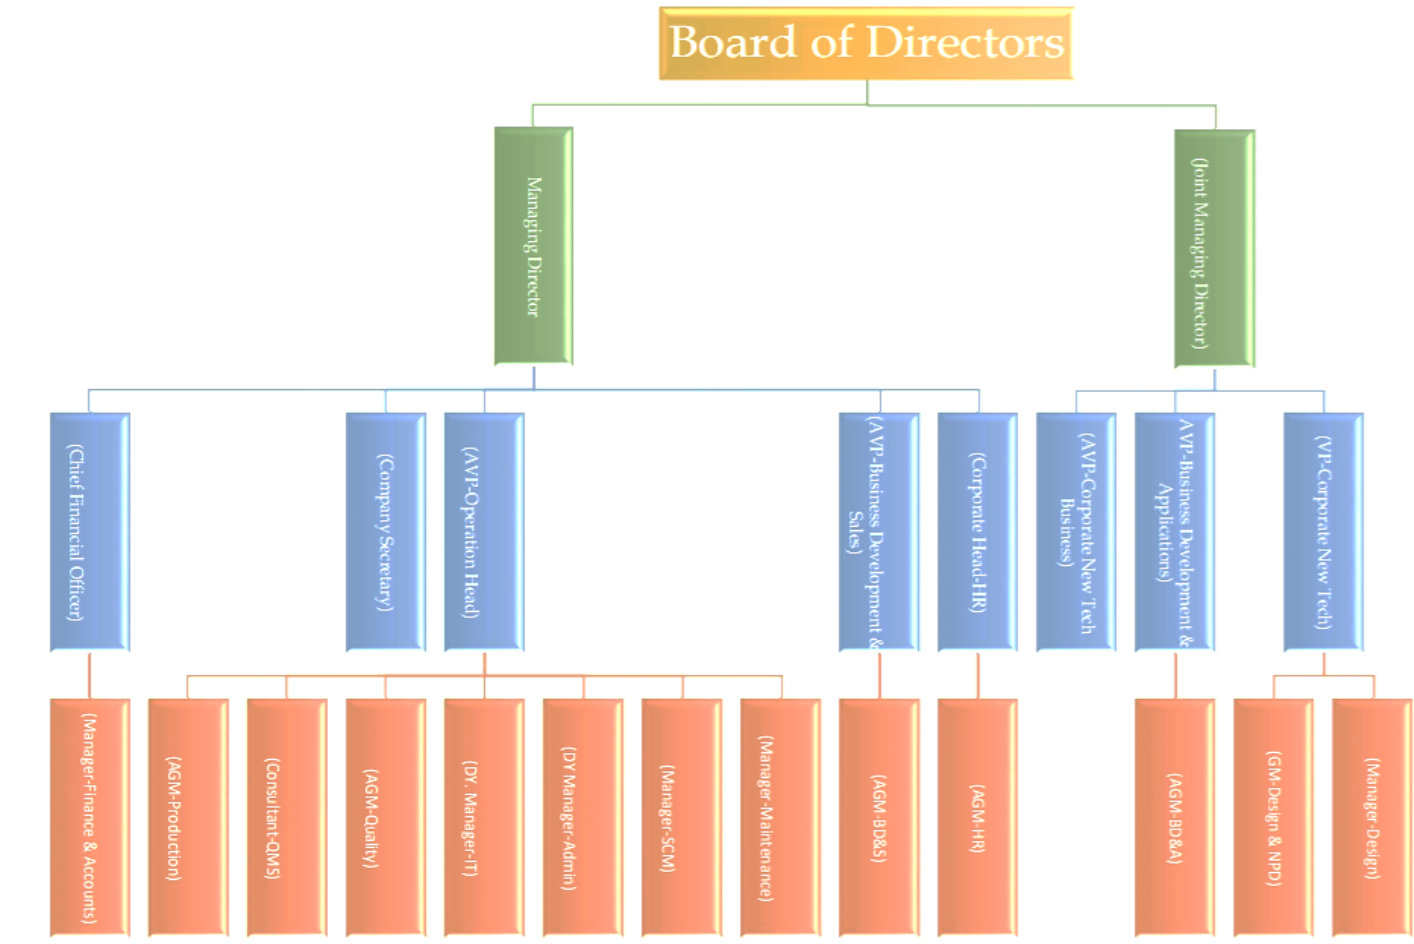 Board of Directors
Managing Director
(Joint Managing Director)
(Chief Financial Officer)
(Company Secretary)
(AVP-Operation Head)
(AVP-Business Development &
Sales)
(Corporate Head-HR)
(AVP-Corporate New Tech
Business)
AVP-Business Development &
Applications)
(VP-Corporate New Tech)
(Manager-Finance & Accounts)
(AGM-Production)
(Consultant-QMS)
(AGM-Quality)
(DY. Manager-IT)
(DY Manager-Admin)
(Manager-SCM)
(Manager-Maintenance)
(AGM-BD&S)
(AGM-HR)
(AGM-BD&A)
(GM-Design & NPD)
(Manager-Design)